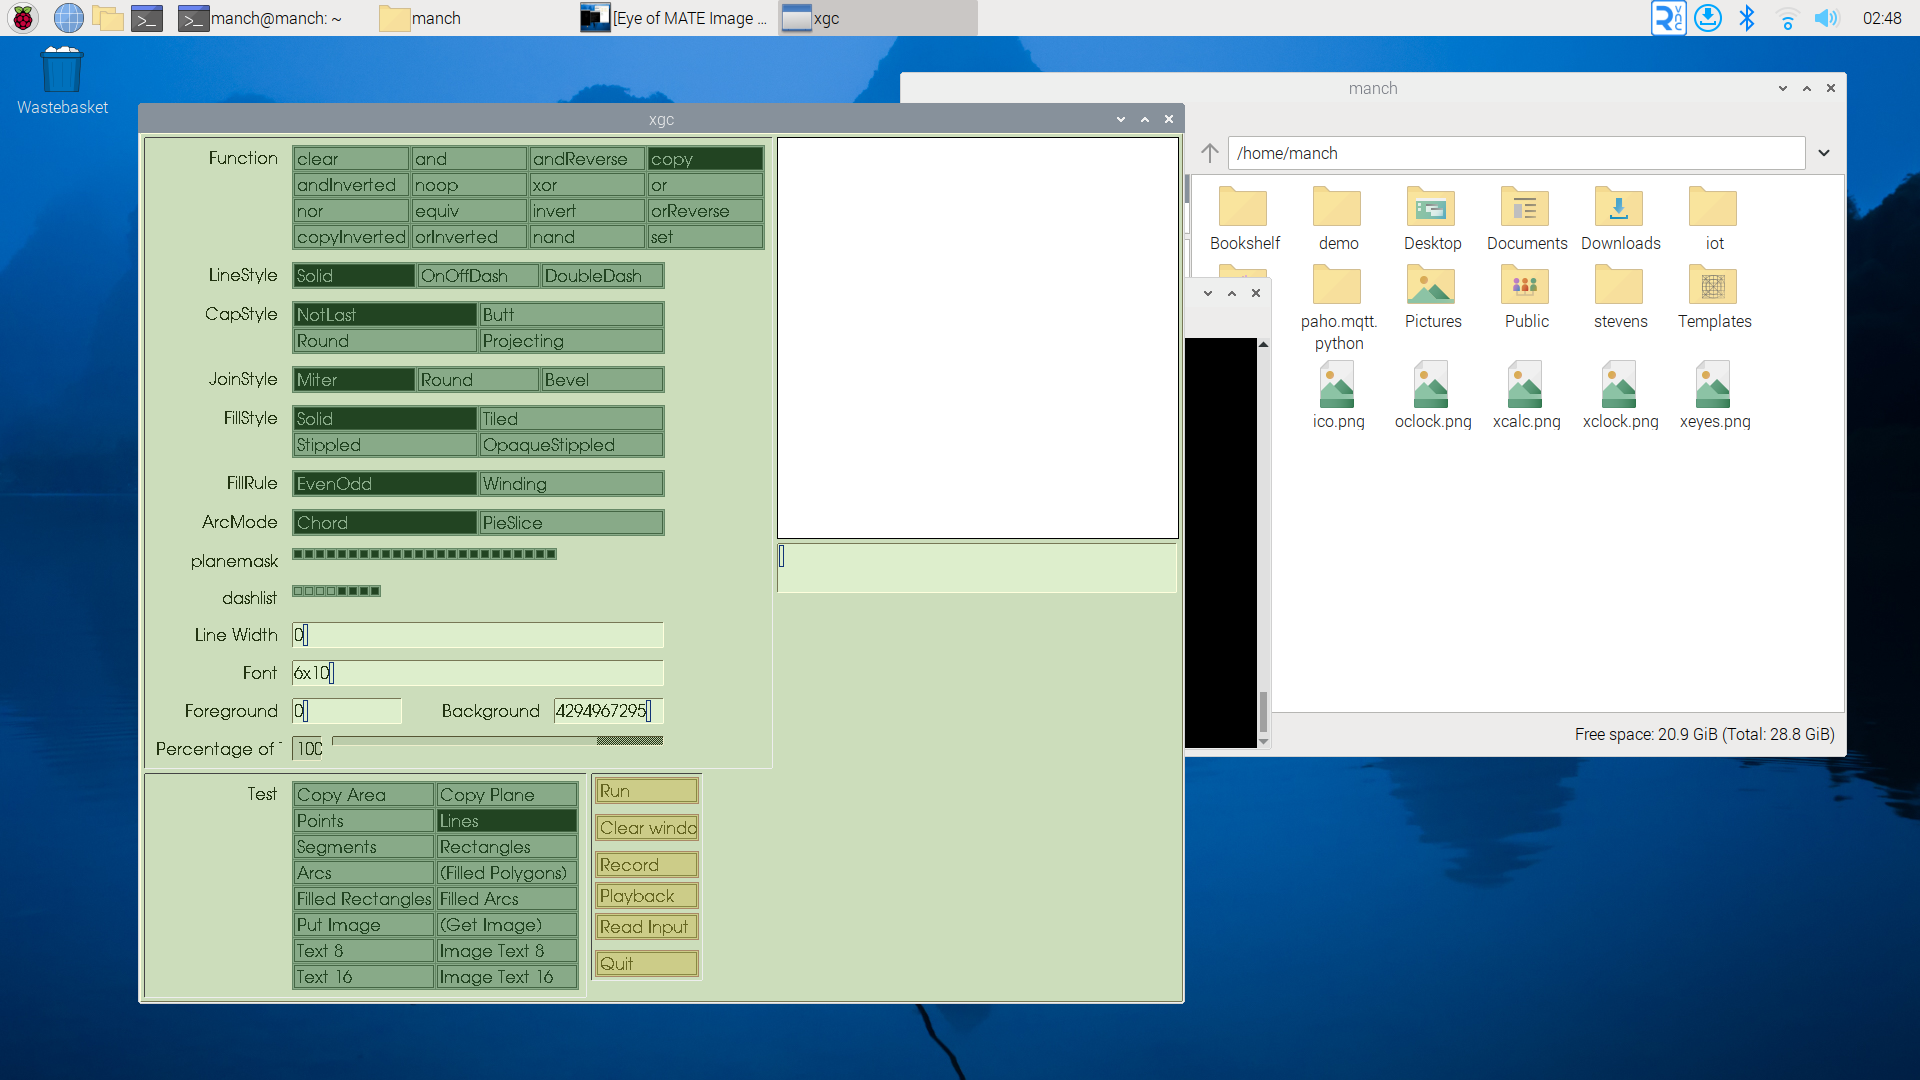 manch@manch: ~
manch
[Eye of MATE Image ...
xgc
02:48
Wastebasket
manch
/home/manch
Bookshelf
demo
Desktop
Documents
Downloads
iot
paho.mqtt.
python
Pictures
Public
stevens
Templates
ico.png
oclock.png
xcalc.png
xclock.png
xeyes.png
Free space: 20.9 GiB (Total: 28.8 GiB)
xgc
Function
clear and andReverse copy
andInverted noop xor or
nor equiv invert orReverse
copyInverted orInverted nand set
LineStyle Solid OnOffDash DoubleDash
CapStyle NotLast Butt
Round Projecting
JoinStyle Miter Round Bevel
FillStyle Solid Tiled
Stippled OpaqueStippled
FillRule EvenOdd Winding
ArcMode Chord PieSlice
planemask
dashlist
Line Width 0
Font 6x10
Foreground 0 Background 4294967295
Percentage of 100
Test
Copy Area Copy Plane
Points Lines
Segments Rectangles
Arcs (Filled Polygons)
Filled Rectangles Filled Arcs
Put Image (Get Image)
Text 8 Image Text 8
Text 16 Image Text 16
Run
Clear windo
Record
Playback
Read Input
Quit